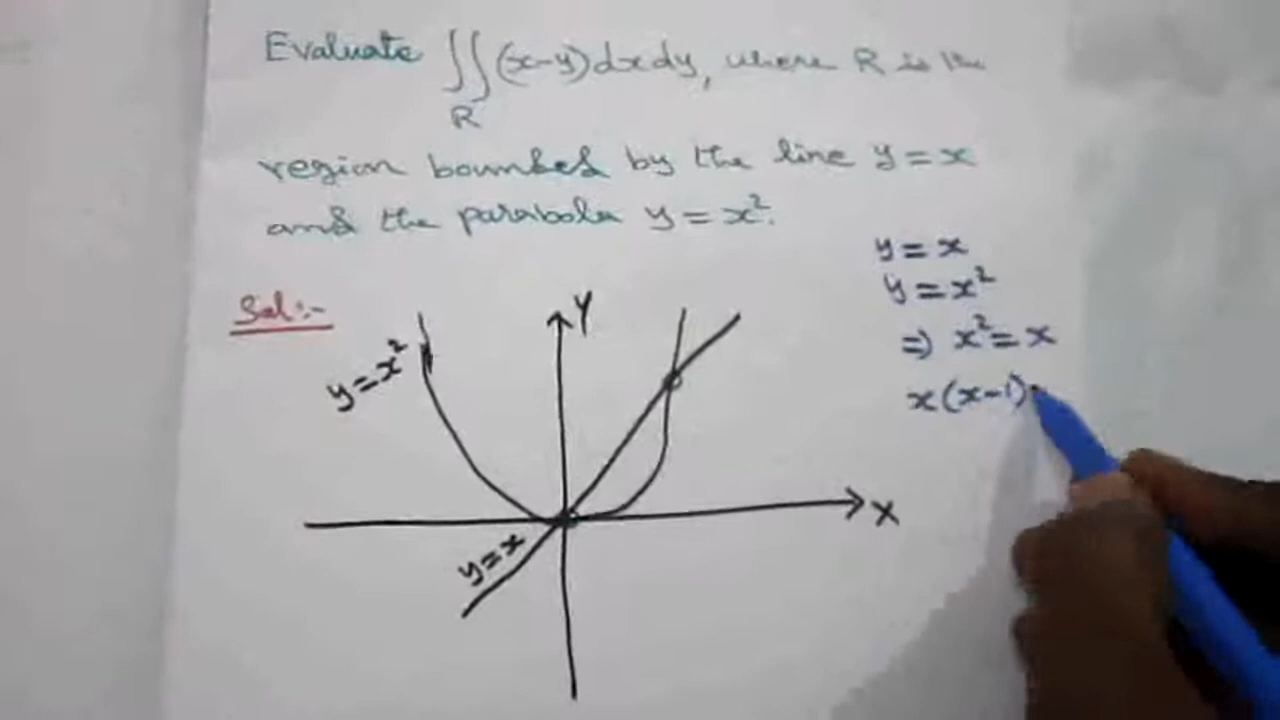 Evaluate ∬_R (x-y)dxdy, where R is the
region bounded by the line y = x
and the parabola y = x².
Sol:-
y = x
y = x²
⇒ x² = x
x(x-1)
Y
y=x²
X
y=x